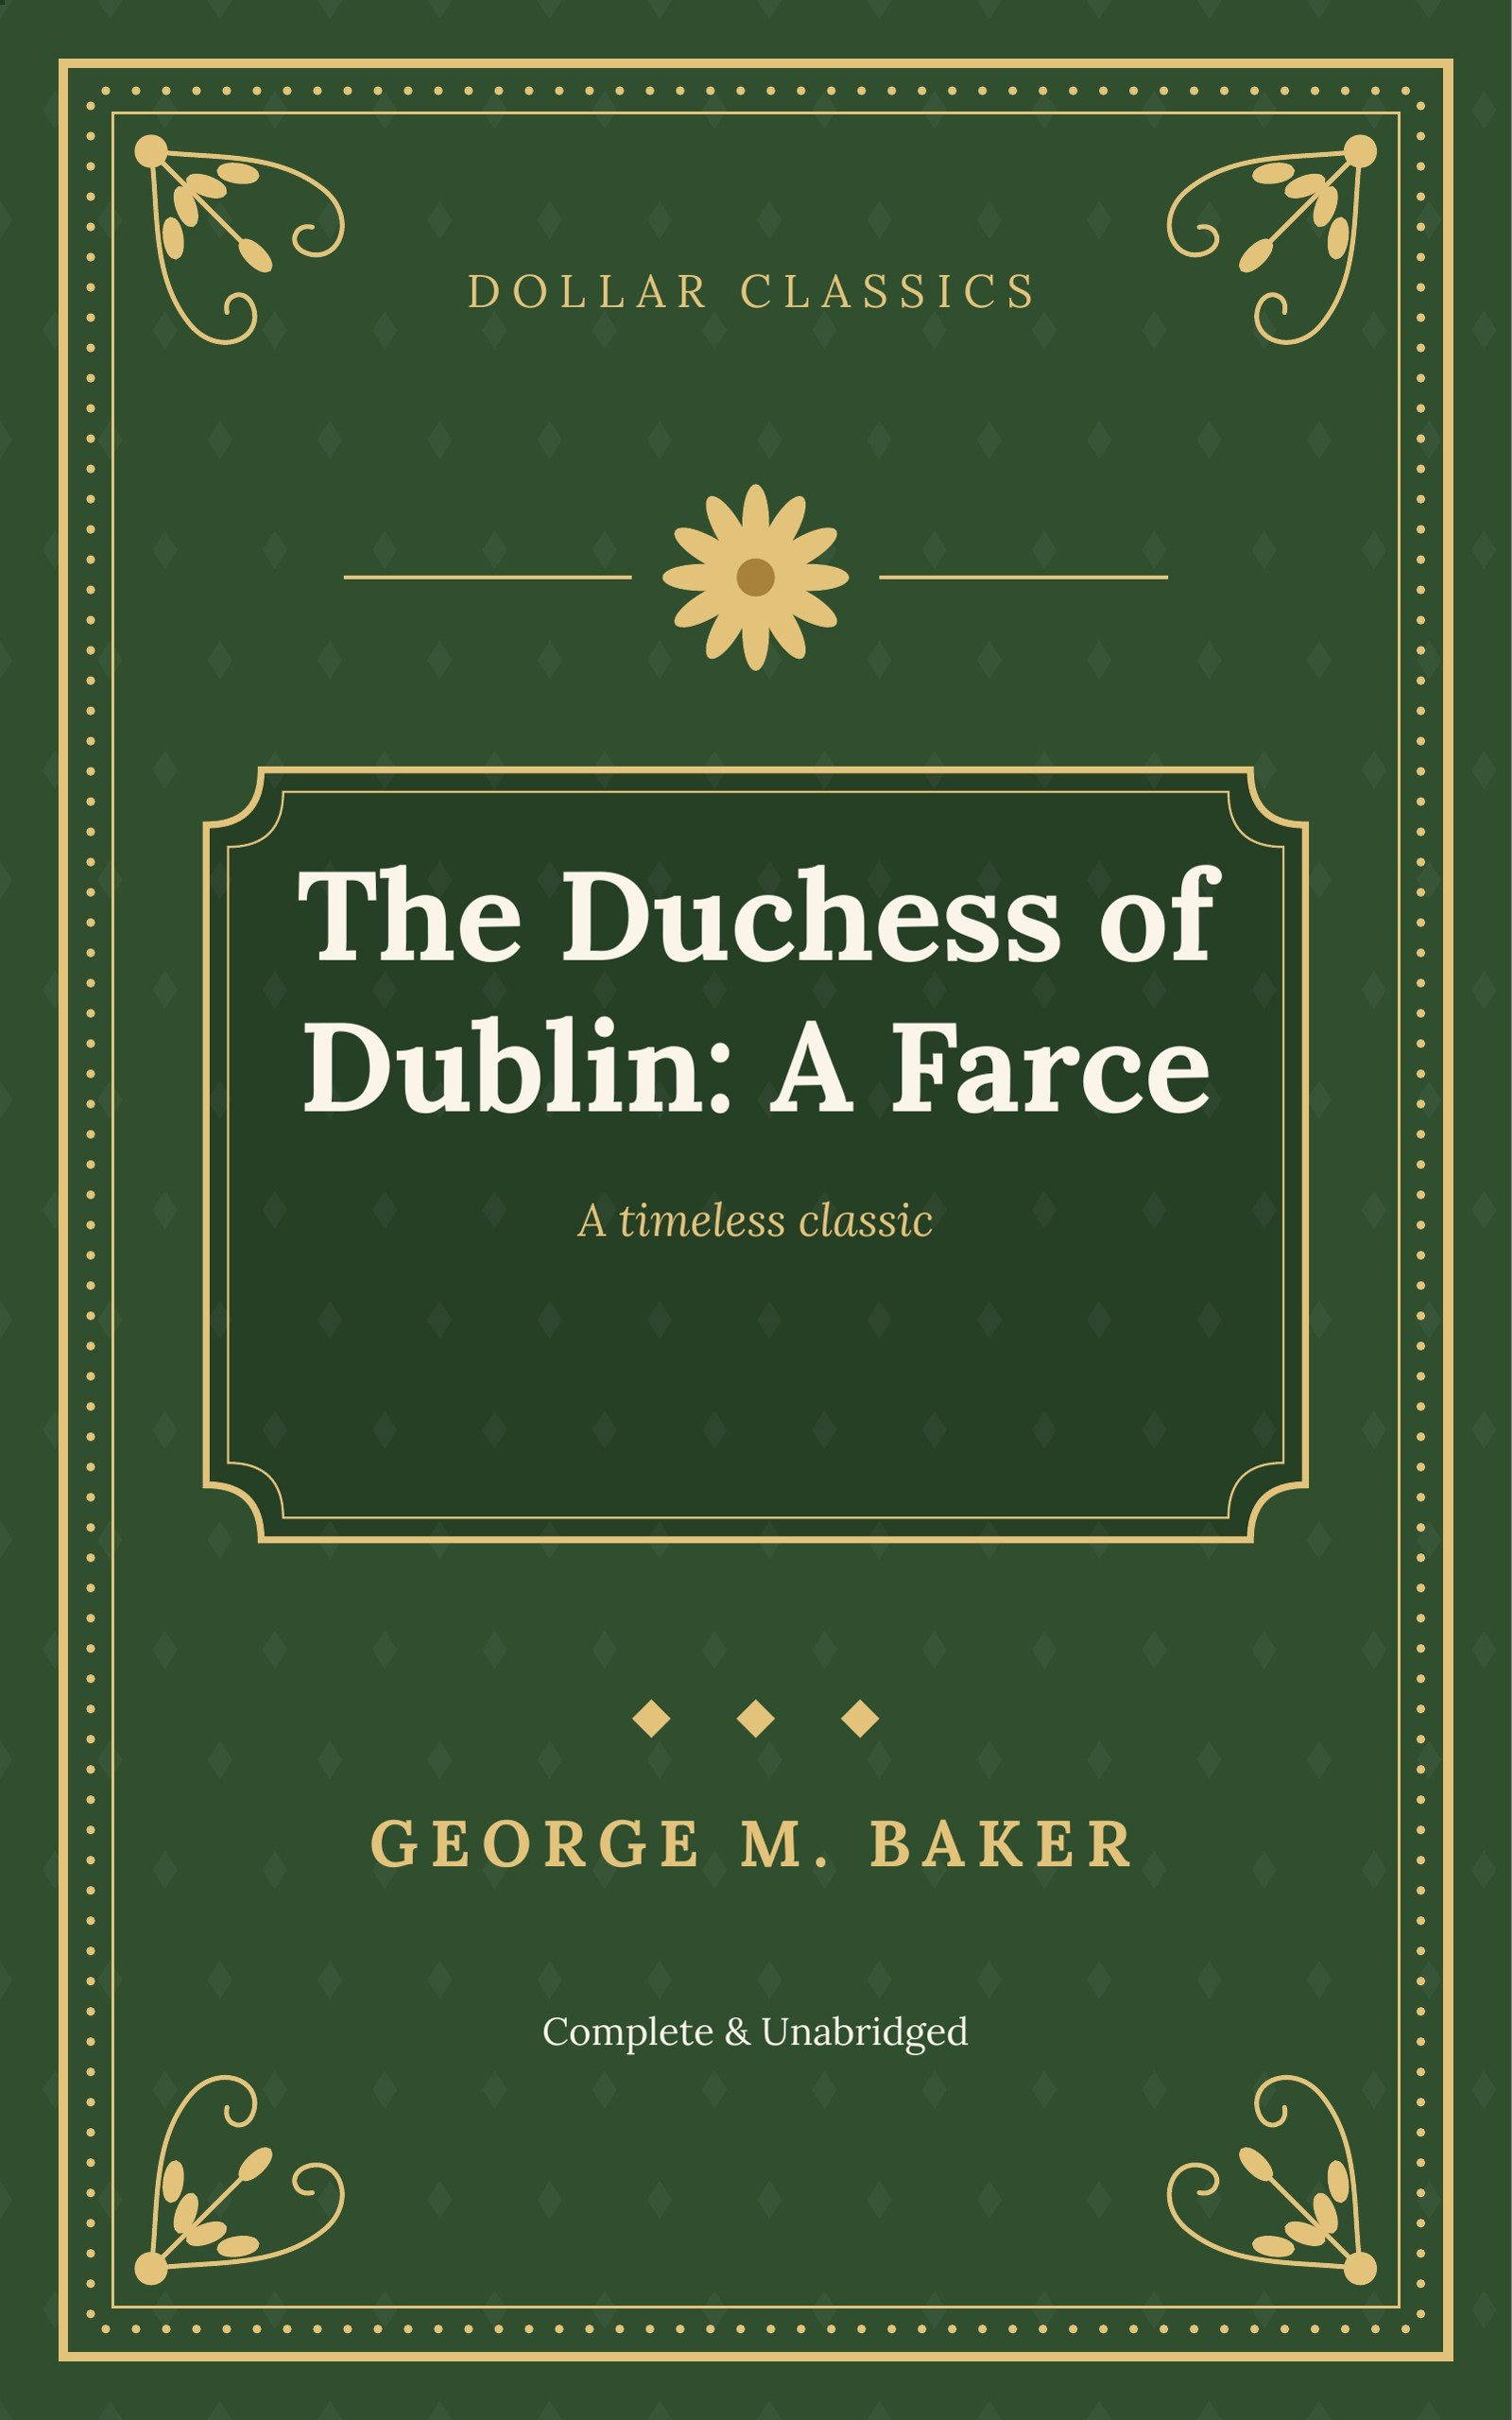 DOLLAR CLASSICS
The Duchess of
Dublin: A Farce
A timeless classic
GEORGE M. BAKER
Complete & Unabridged